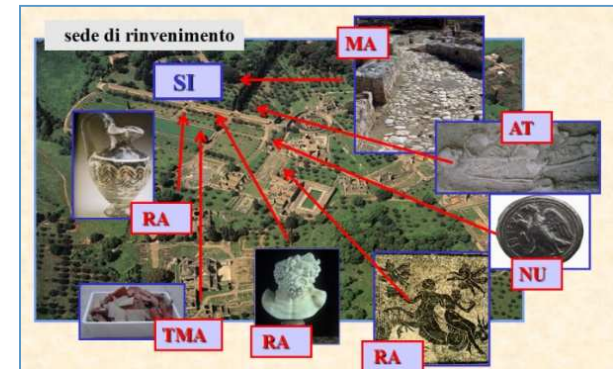 sede di rinvenimento
MA
SI
AT
RA
NU
TMA
RA
RA